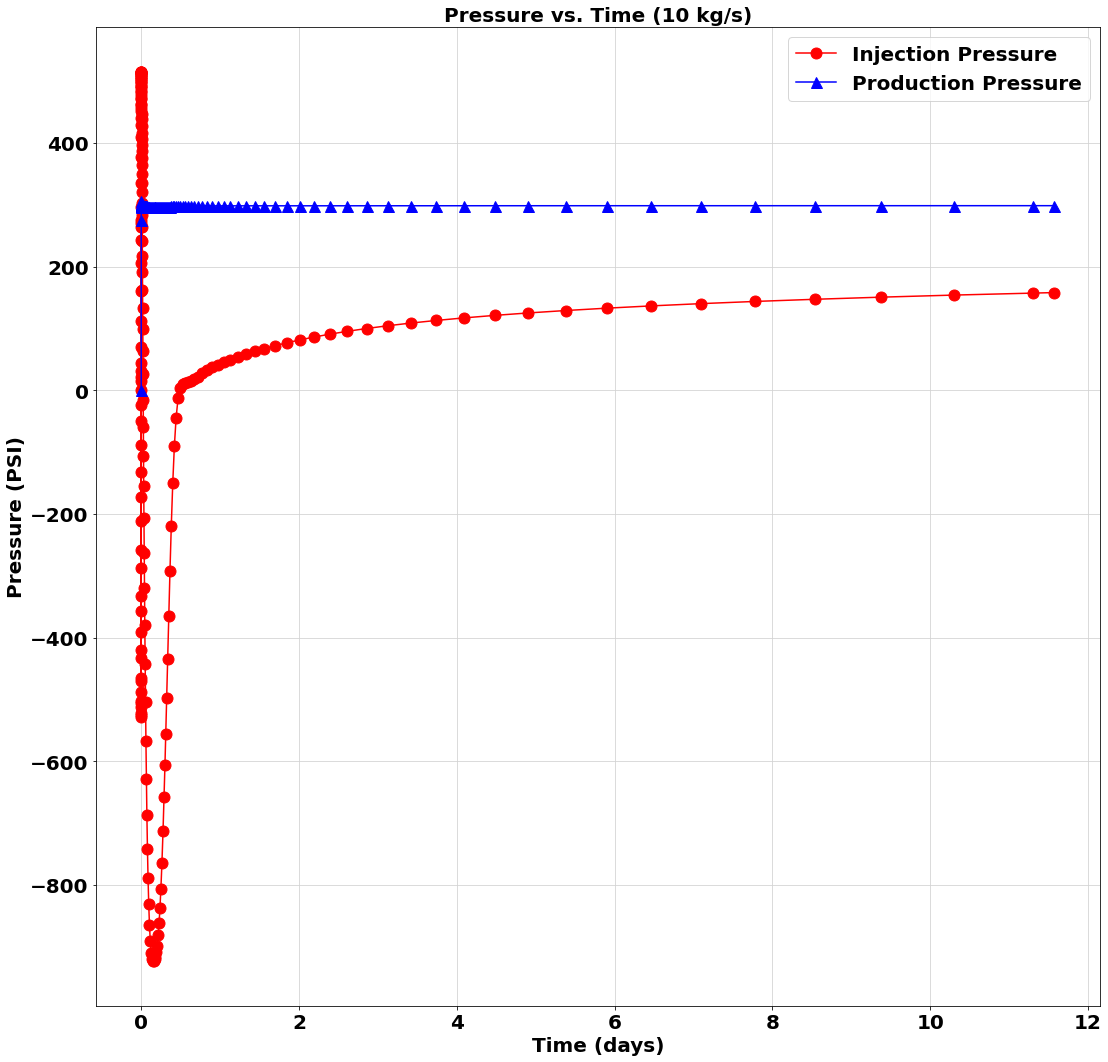 Pressure vs. Time (10 kg/s)
Injection Pressure
Production Pressure
400
200
0
−200
−400
−600
−800
Pressure (PSI)
0 2 4 6 8 10 12
Time (days)